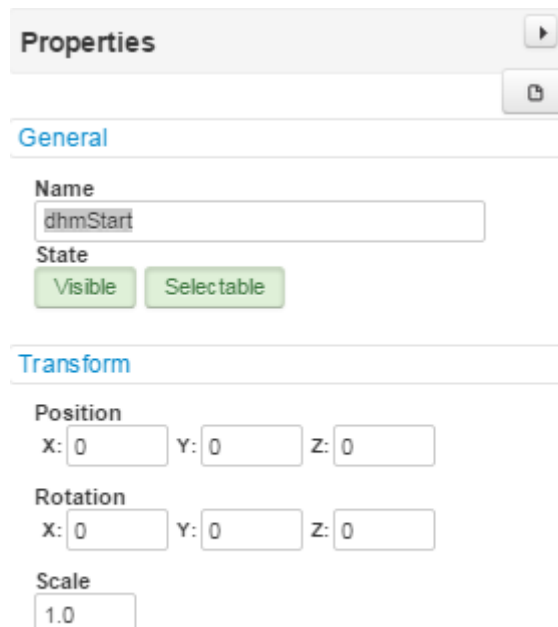 Properties
General
Name
dhmStart
State
Visible Selectable
Transform
Position
X: 0 Y: 0 Z: 0
Rotation
X: 0 Y: 0 Z: 0
Scale
1.0